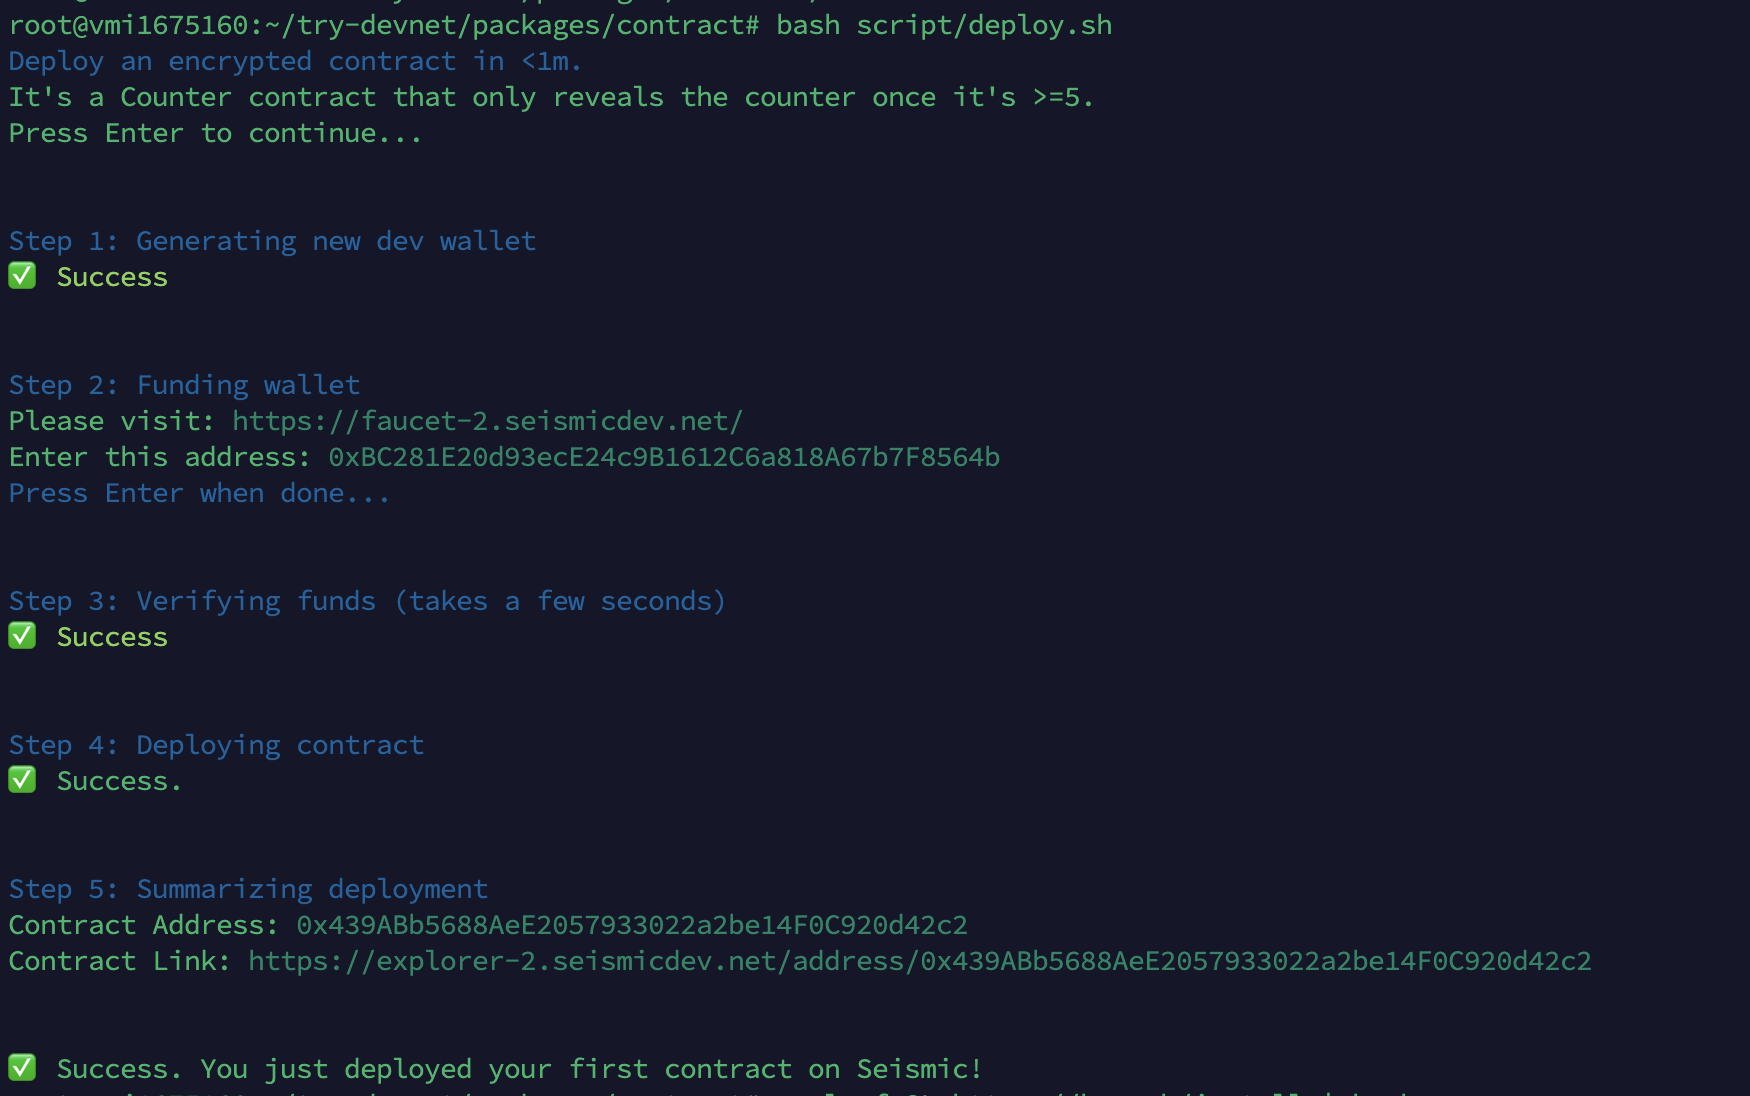 root@vmi1675160:~/try-devnet/packages/contract# bash script/deploy.sh
Deploy an encrypted contract in <1m.
It's a Counter contract that only reveals the counter once it's >=5.
Press Enter to continue...
Step 1: Generating new dev wallet
✅ Success
Step 2: Funding wallet
Please visit: https://faucet-2.seismicdev.net/
Enter this address: 0xBC281E20d93ecE24c9B1612C6a818A67b7F8564b
Press Enter when done...
Step 3: Verifying funds (takes a few seconds)
✅ Success
Step 4: Deploying contract
✅ Success.
Step 5: Summarizing deployment
Contract Address: 0x439ABb5688AeE2057933022a2be14F0C920d42c2
Contract Link: https://explorer-2.seismicdev.net/address/0x439ABb5688AeE2057933022a2be14F0C920d42c2
✅ Success. You just deployed your first contract on Seismic!